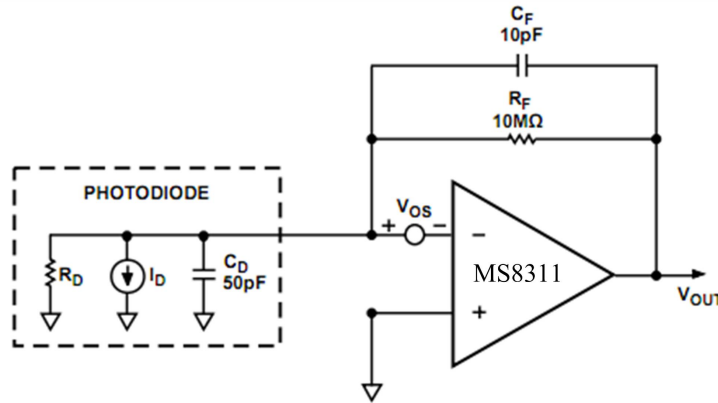 CF
10pF
RF
10MΩ
PHOTODIODE
VOS
+ −
RD
ID
CD
50pF
−
MS8311
+
VOUT